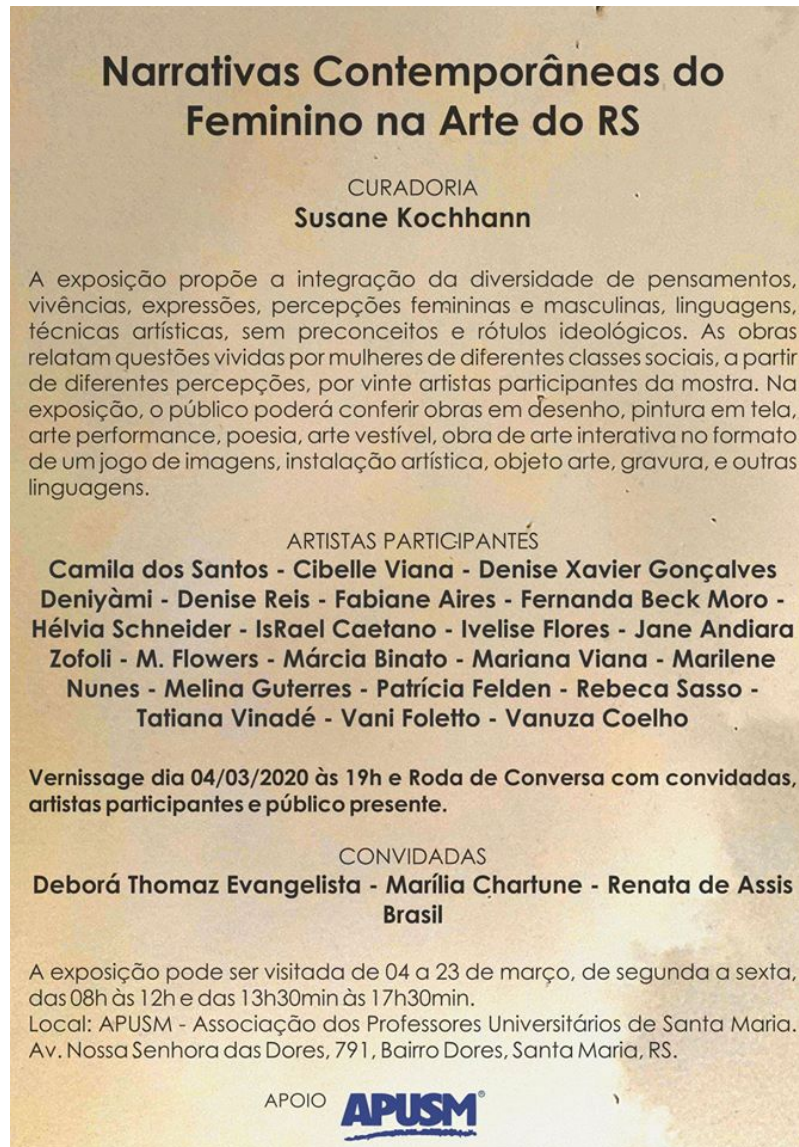 Narrativas Contemporâneas do
Feminino na Arte do RS
CURADORIA
Susane Kochhann
A exposição propõe a integração da diversidade de pensamentos,
vivências, expressões, percepções femininas e masculinas, linguagens,
técnicas artísticas, sem preconceitos e rótulos ideológicos. As obras
relatam questões vividas por mulheres de diferentes classes sociais, a partir
de diferentes percepções, por vinte artistas participantes da mostra. Na
exposição, o público poderá conferir obras em desenho, pintura em tela,
arte performance, poesia, arte vestível, obra de arte interativa no formato
de um jogo de imagens, instalação artística, objeto arte, gravura, e outras
linguagens.
ARTISTAS PARTICIPANTES
Camila dos Santos - Cibelle Viana - Denise Xavier Gonçalves
Deniyàmi - Denise Reis - Fabiane Aires - Fernanda Beck Moro -
Hélvia Schneider - IsRael Caetano - Ivelise Flores - Jane Andiara
Zofoli - M. Flowers - Márcia Binato - Mariana Viana - Marilene
Nunes - Melina Guterres - Patrícia Felden - Rebeca Sasso -
Tatiana Vinadé - Vani Foletto - Vanuza Coelho
Vernissage dia 04/03/2020 às 19h e Roda de Conversa com convidadas,
artistas participantes e público presente.
CONVIDADAS
Deborá Thomaz Evangelista - Marília Chartune - Renata de Assis
Brasil
A exposição pode ser visitada de 04 a 23 de março, de segunda a sexta,
das 08h às 12h e das 13h30min às 17h30min.
Local: APUSM - Associação dos Professores Universitários de Santa Maria.
Av. Nossa Senhora das Dores, 791, Bairro Dores, Santa Maria, RS.
APOIO APUSM®